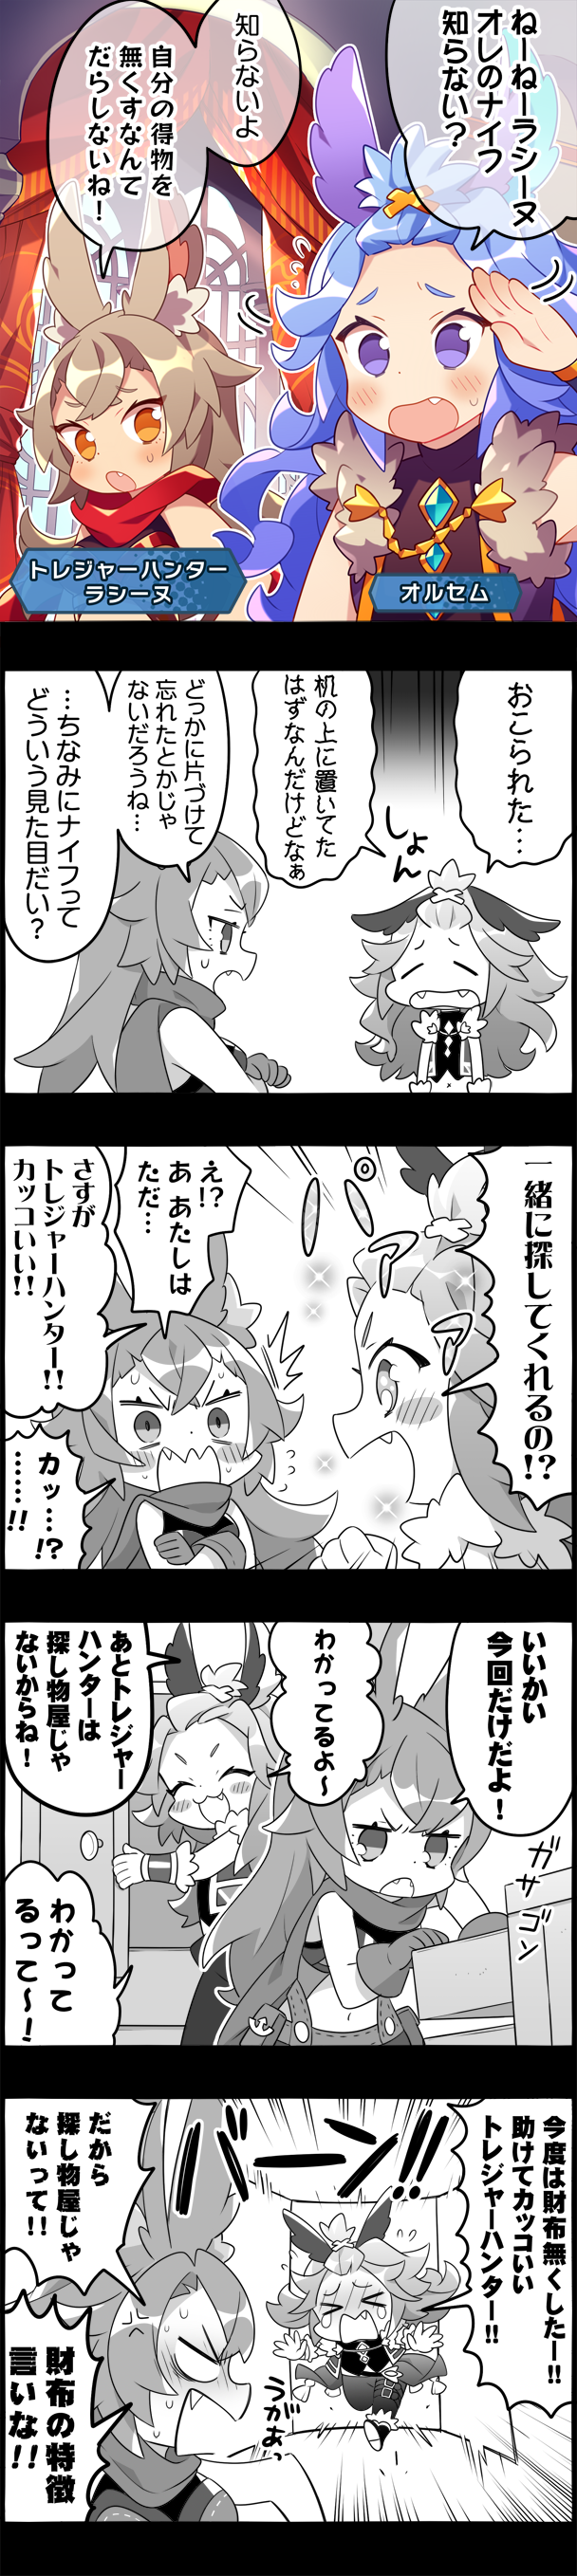 ねーねーラシーヌ
オレのナイフ
知らない？
知らないよ
自分の得物を
無くすなんて
だらしないね！
トレジャーハンター
ラシーヌ
オルセム
おこられた…
しょん
机の上に置いてた
はずなんだけどなぁ
どっかに片づけて
忘れたとかじゃ
ないだろうね…
…ちなみにナイフって
どういう見た目だい？
一緒に探してくれるの!?
パアア
え!?
あ あたしは
ただ…
さすが
トレジャーハンター!!
カッコいい!!
カッ…!?
……!!
いいかい
今回だけだよ！
ガサゴソ
わかってるよ～
あとトレジャー
ハンターは
探し物屋じゃ
ないからね！
わかって
るって～！
今度は財布無くしたー!!
助けてカッコいい
トレジャーハンター!!
バーン!!
だから
探し物屋じゃ
ないって!!
うがあっ
財布の特徴
言いな!!